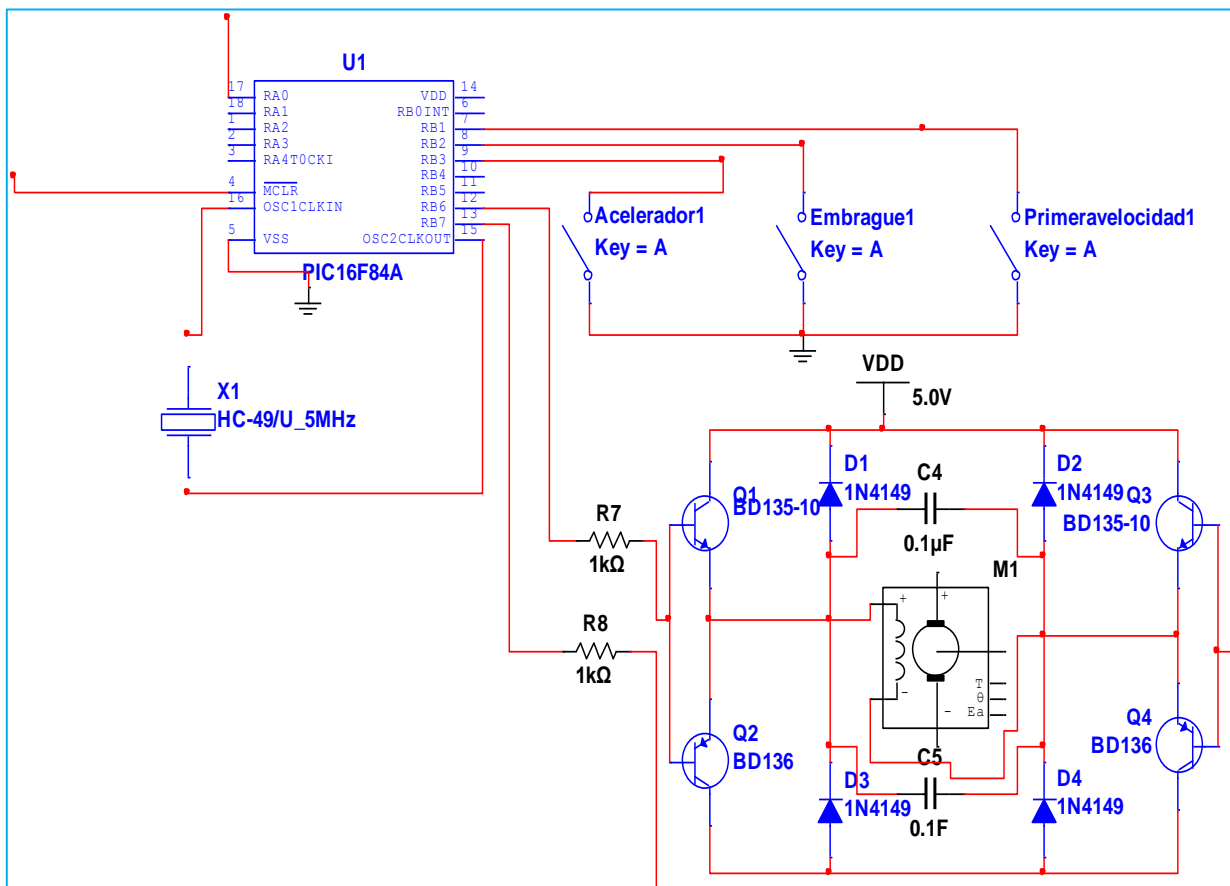 U1
17 RA0
18 RA1
1 RA2
2 RA3
3 RA4T0CKI
4 MCLR
16 OSC1CLKIN
5 VSS
VDD 14
RB0INT 6
RB1 7
RB2 8
RB3 9
RB4 10
RB5 11
RB6 12
RB7 13
OSC2CLKOUT 15
PIC16F84A
Acelerador1
Key = A
Embrague1
Key = A
Primeravelocidad1
Key = A
X1
HC-49/U_5MHz
VDD
5.0V
R7
1kΩ
R8
1kΩ
Q1
BD135-10
D1
1N4149
C4
0.1µF
D2
1N4149
Q3
BD135-10
M1
+
+
-
-
T
θ
Ea
Q2
BD136
D3
1N4149
C5
0.1F
D4
1N4149
Q4
BD136